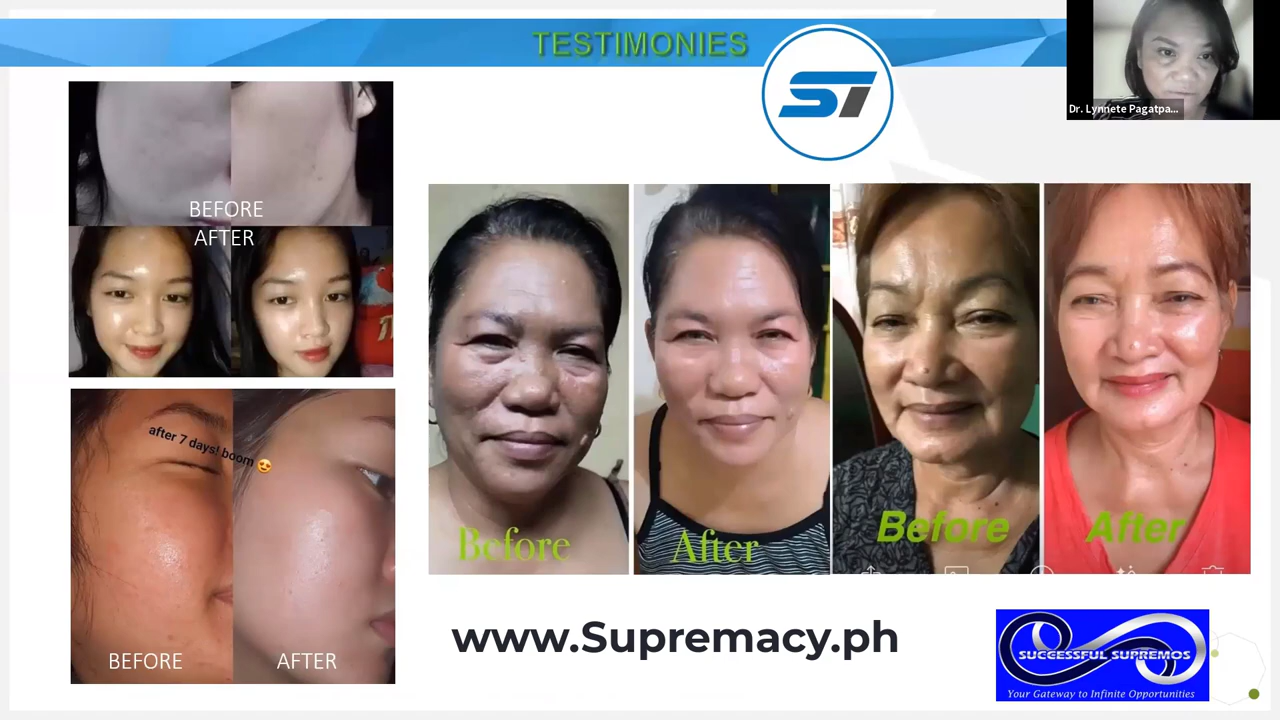 TESTIMONIES
ST
Dr. Lynnete Pagatpa...
BEFORE
AFTER
after 7 days! boom 😍
BEFORE
AFTER
Before
After
Before
After
www.Supremacy.ph
SUCCESSFUL SUPREMOS
Your Gateway to Infinite Opportunities